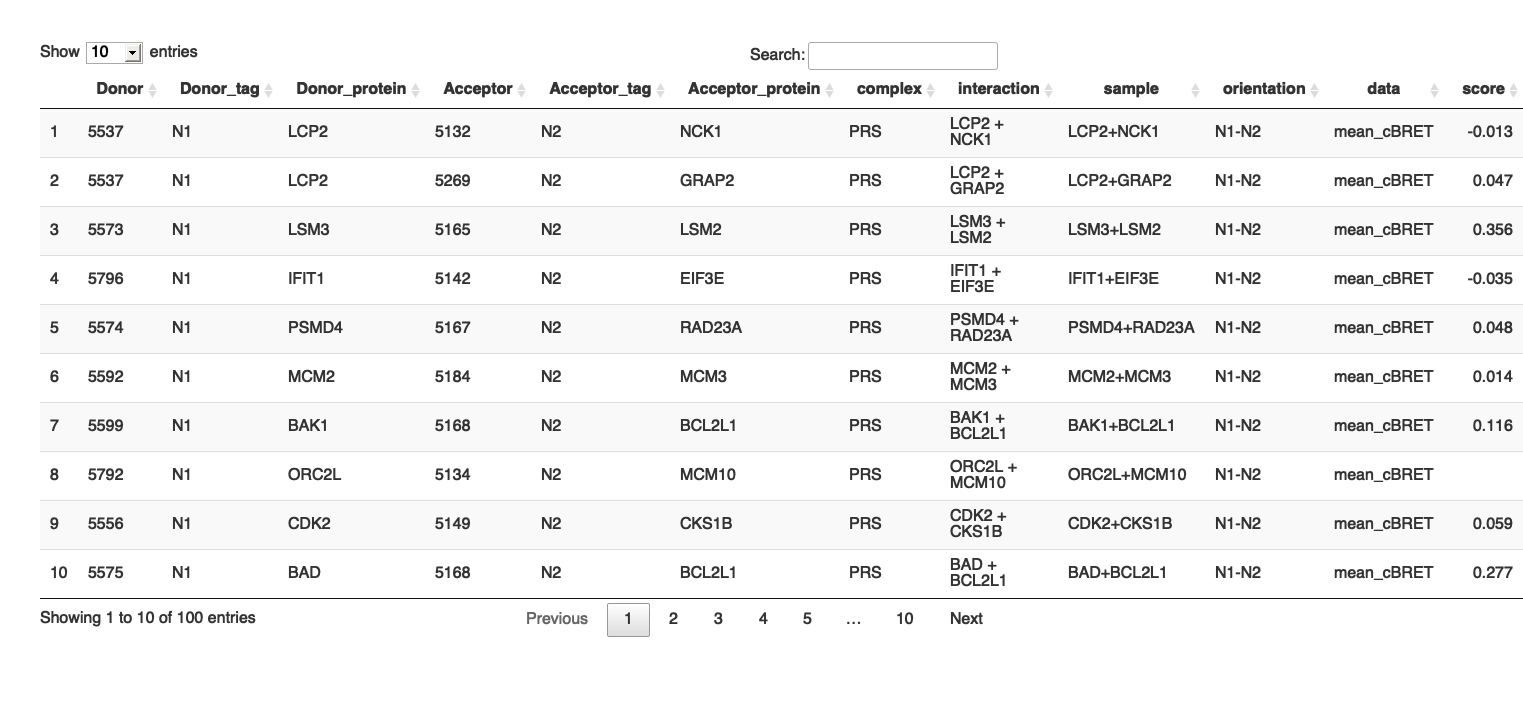 Show 10 entries Search:
Donor Donor_tag Donor_protein Acceptor Acceptor_tag Acceptor_protein complex interaction sample orientation data score
1 5537 N1 LCP2 5132 N2 NCK1 PRS LCP2 + NCK1 LCP2+NCK1 N1-N2 mean_cBRET -0.013
2 5537 N1 LCP2 5269 N2 GRAP2 PRS LCP2 + GRAP2 LCP2+GRAP2 N1-N2 mean_cBRET 0.047
3 5573 N1 LSM3 5165 N2 LSM2 PRS LSM3 + LSM2 LSM3+LSM2 N1-N2 mean_cBRET 0.356
4 5796 N1 IFIT1 5142 N2 EIF3E PRS IFIT1 + EIF3E IFIT1+EIF3E N1-N2 mean_cBRET -0.035
5 5574 N1 PSMD4 5167 N2 RAD23A PRS PSMD4 + RAD23A PSMD4+RAD23A N1-N2 mean_cBRET 0.048
6 5592 N1 MCM2 5184 N2 MCM3 PRS MCM2 + MCM3 MCM2+MCM3 N1-N2 mean_cBRET 0.014
7 5599 N1 BAK1 5168 N2 BCL2L1 PRS BAK1 + BCL2L1 BAK1+BCL2L1 N1-N2 mean_cBRET 0.116
8 5792 N1 ORC2L 5134 N2 MCM10 PRS ORC2L + MCM10 ORC2L+MCM10 N1-N2 mean_cBRET
9 5556 N1 CDK2 5149 N2 CKS1B PRS CDK2 + CKS1B CDK2+CKS1B N1-N2 mean_cBRET 0.059
10 5575 N1 BAD 5168 N2 BCL2L1 PRS BAD + BCL2L1 BAD+BCL2L1 N1-N2 mean_cBRET 0.277
Showing 1 to 10 of 100 entries Previous 1 2 3 4 5 … 10 Next